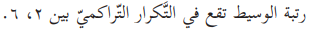 رتبة الوسيط تقع في التَّكرار التّراكميّ بين ٢، ٦.